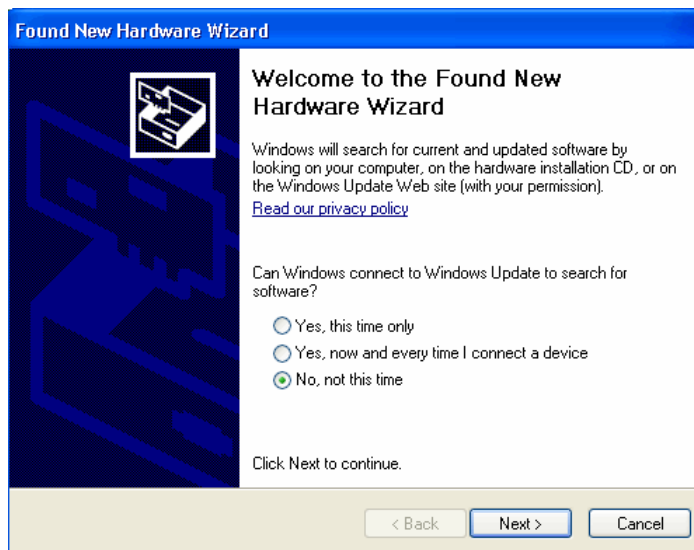 Found New Hardware Wizard
Welcome to the Found New
Hardware Wizard
Windows will search for current and updated software by
looking on your computer, on the hardware installation CD, or on
the Windows Update Web site (with your permission).
Read our privacy policy
Can Windows connect to Windows Update to search for
software?
Yes, this time only
Yes, now and every time I connect a device
No, not this time
Click Next to continue.
< Back Next > Cancel